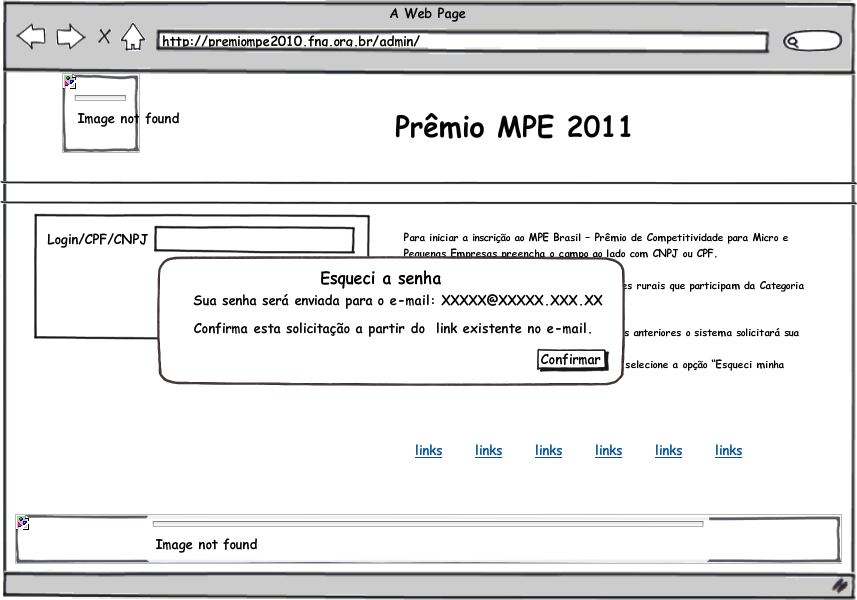 A Web Page
http://premiompe2010.fnq.org.br/admin/
Image not found
Prêmio MPE 2011
Login/CPF/CNPJ
Para iniciar a inscrição ao MPE Brasil – Prêmio de Competitividade para Micro e
Pequenas Empresas preencha o campo ao lado com CNPJ ou CPF.
Esqueci a senha
es rurais que participam da Categoria
Sua senha será enviada para o e-mail: XXXXX@XXXXX.XXX.XX
Confirma esta solicitação a partir do link existente no e-mail.
s anteriores o sistema solicitará sua
Confirmar
selecione a opção "Esqueci minha
links links links links links links
Image not found